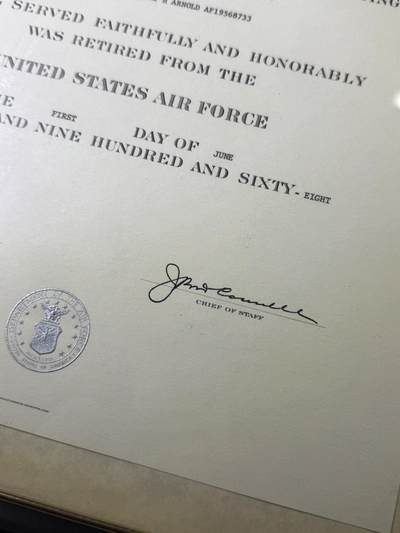 R ARNOLD AF19568733
SERVED FAITHFULLY AND HONORABLY
WAS RETIRED FROM THE
UNITED STATES AIR FORCE
FIRST DAY OF JUNE
AND NINE HUNDRED AND SIXTY-EIGHT
CHIEF OF STAFF